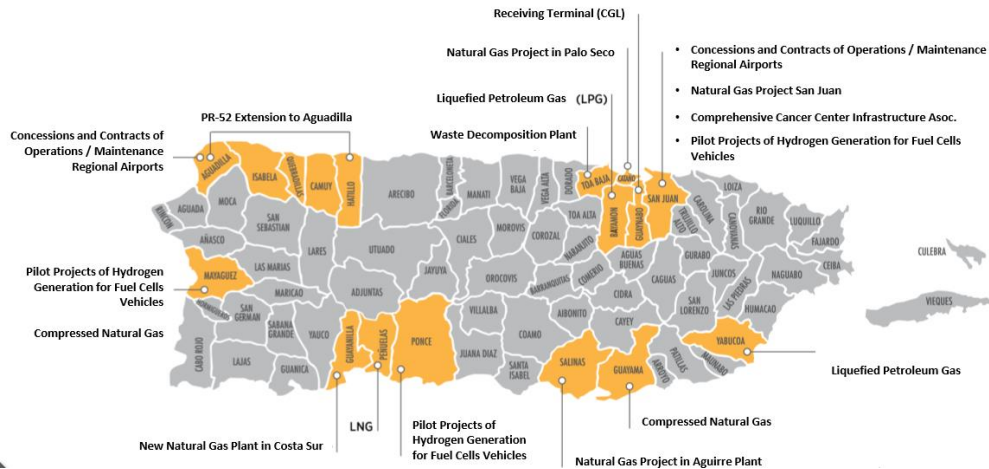 Receiving Terminal (CGL)
Natural Gas Project in Palo Seco
• Concessions and Contracts of Operations / Maintenance
Regional Airports
• Natural Gas Project San Juan
• Comprehensive Cancer Center Infrastructure Asoc.
• Pilot Projects of Hydrogen Generation for Fuel Cells
Vehicles
Liquefied Petroleum Gas (LPG)
Waste Decomposition Plant
PR-52 Extension to Aguadilla
Concessions and Contracts of
Operations / Maintenance
Regional Airports
AGUADILLA
ISABELA
QUEBRADILLAS
CAMUY
HATILLO
ARECIBO
BARCELONETA
FLORIDA
MANATI
VEGA
BAJA
VEGA ALTA
DORADO
TOA BAJA
CATAÑO
SAN JUAN
BAYAMON
GUAYNABO
TRUJILLO
ALTO
CAROLINA
CANOVANAS
LOIZA
RIO
GRANDE
LUQUILLO
FAJARDO
CEIBA
CULEBRA
VIEQUES
RINCON
AGUADA
MOCA
SAN
SEBASTIAN
AÑASCO
LARES
UTUADO
CIALES
MOROVIS
COROZAL
TOA ALTA
NARANJITO
AGUAS
BUENAS
CAGUAS
GURABO
JUNCOS
LAS PIEDRAS
NAGUABO
HUMACAO
MAYAGUEZ
LAS MARIAS
MARICAO
ADJUNTAS
JAYUYA
OROCOVIS
BARRANQUITAS
COMERIO
CIDRA
SAN
LORENZO
HORMIGUEROS
SAN
GERMAN
SABANA
GRANDE
YAUCO
GUAYANILLA
PEÑUELAS
PONCE
VILLALBA
JUANA DIAZ
COAMO
AIBONITO
CAYEY
YABUCOA
CABO ROJO
LAJAS
GUANICA
SANTA
ISABEL
SALINAS
GUAYAMA
ARROYO
PATILLAS
MAUNABO
Pilot Projects of Hydrogen
Generation for Fuel Cells
Vehicles
Compressed Natural Gas
Liquefied Petroleum Gas
New Natural Gas Plant in Costa Sur
LNG
Pilot Projects of
Hydrogen Generation
for Fuel Cells Vehicles
Compressed Natural Gas
Natural Gas Project in Aguirre Plant